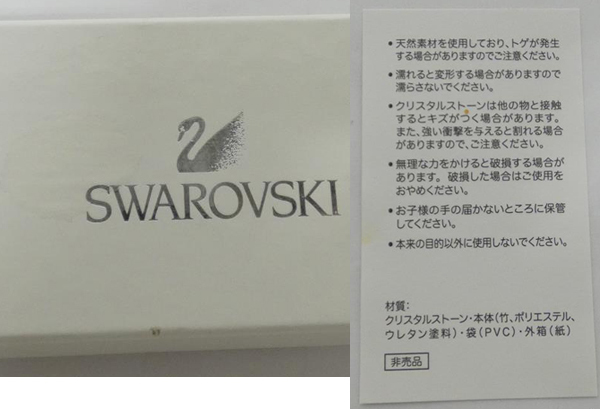 SWAROVSKI
•天然素材を使用しており、トゲが発生
する場合がありますのでご注意ください。
•濡れると変形する場合がありますので
濡らさないでください。
•クリスタルストーンは他の物と接触
するとキズがつく場合があります。
また、強い衝撃を与えると割れる場合
がありますので、ご注意ください。
•無理な力をかけると破損する場合が
あります。破損した場合はご使用を
おやめください。
•お子様の手の届かないところに保管
してください。
•本来の目的以外に使用しないでください。
材質：
クリスタルストーン・本体(竹、ポリエステル、
ウレタン塗料)・袋(PVC)・外箱(紙)
非売品